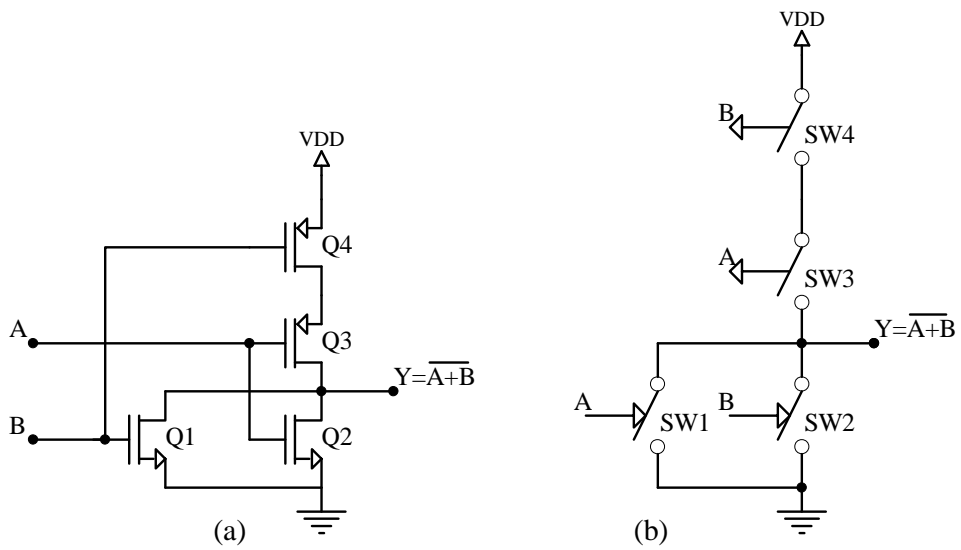 VDD
Q4
A
Q3
Y=A̅+̅B̅
B
Q1
Q2
(a)
VDD
B
SW4
A
SW3
Y=A̅+̅B̅
A
SW1
B
SW2
(b)